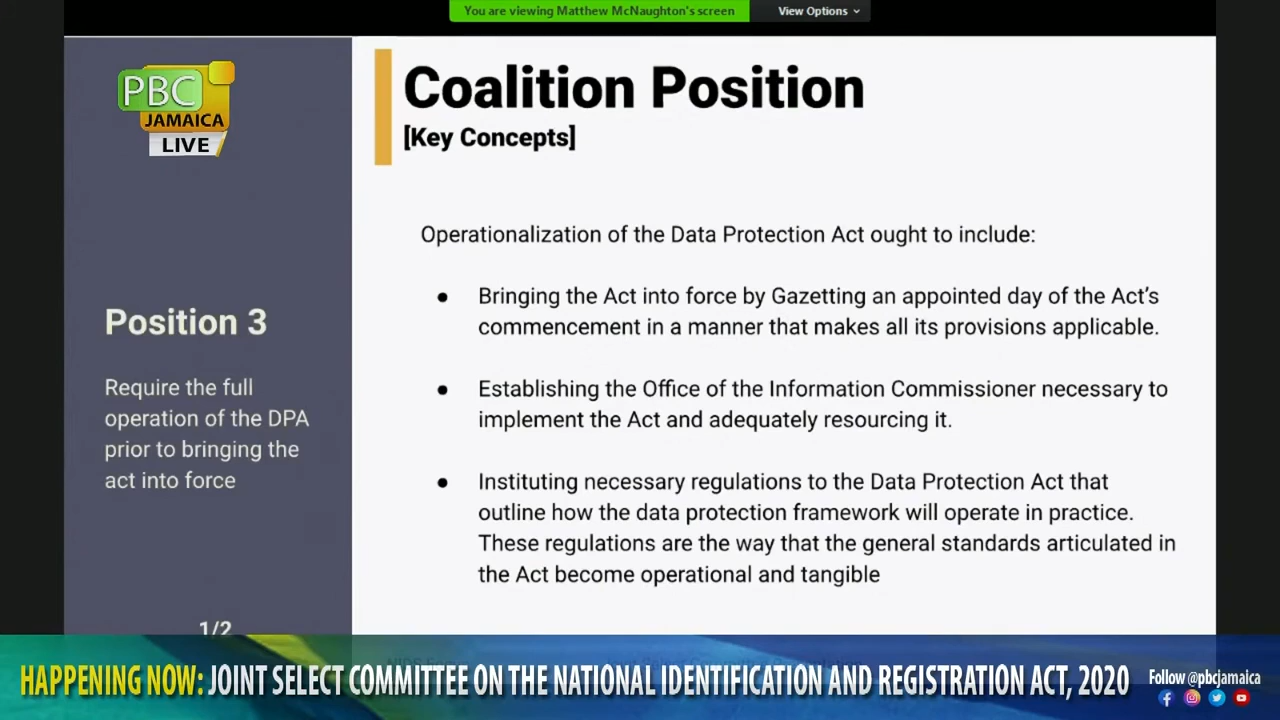 You are viewing Matthew McNaughton's screen
View Options
PBC
JAMAICA
LIVE
Coalition Position
[Key Concepts]
Position 3
Require the full
operation of the DPA
prior to bringing the
act into force
1/2
Operationalization of the Data Protection Act ought to include:
● Bringing the Act into force by Gazetting an appointed day of the Act's
commencement in a manner that makes all its provisions applicable.
● Establishing the Office of the Information Commissioner necessary to
implement the Act and adequately resourcing it.
● Instituting necessary regulations to the Data Protection Act that
outline how the data protection framework will operate in practice.
These regulations are the way that the general standards articulated in
the Act become operational and tangible
HAPPENING NOW: JOINT SELECT COMMITTEE ON THE NATIONAL IDENTIFICATION AND REGISTRATION ACT, 2020
Follow @pbcjamaica